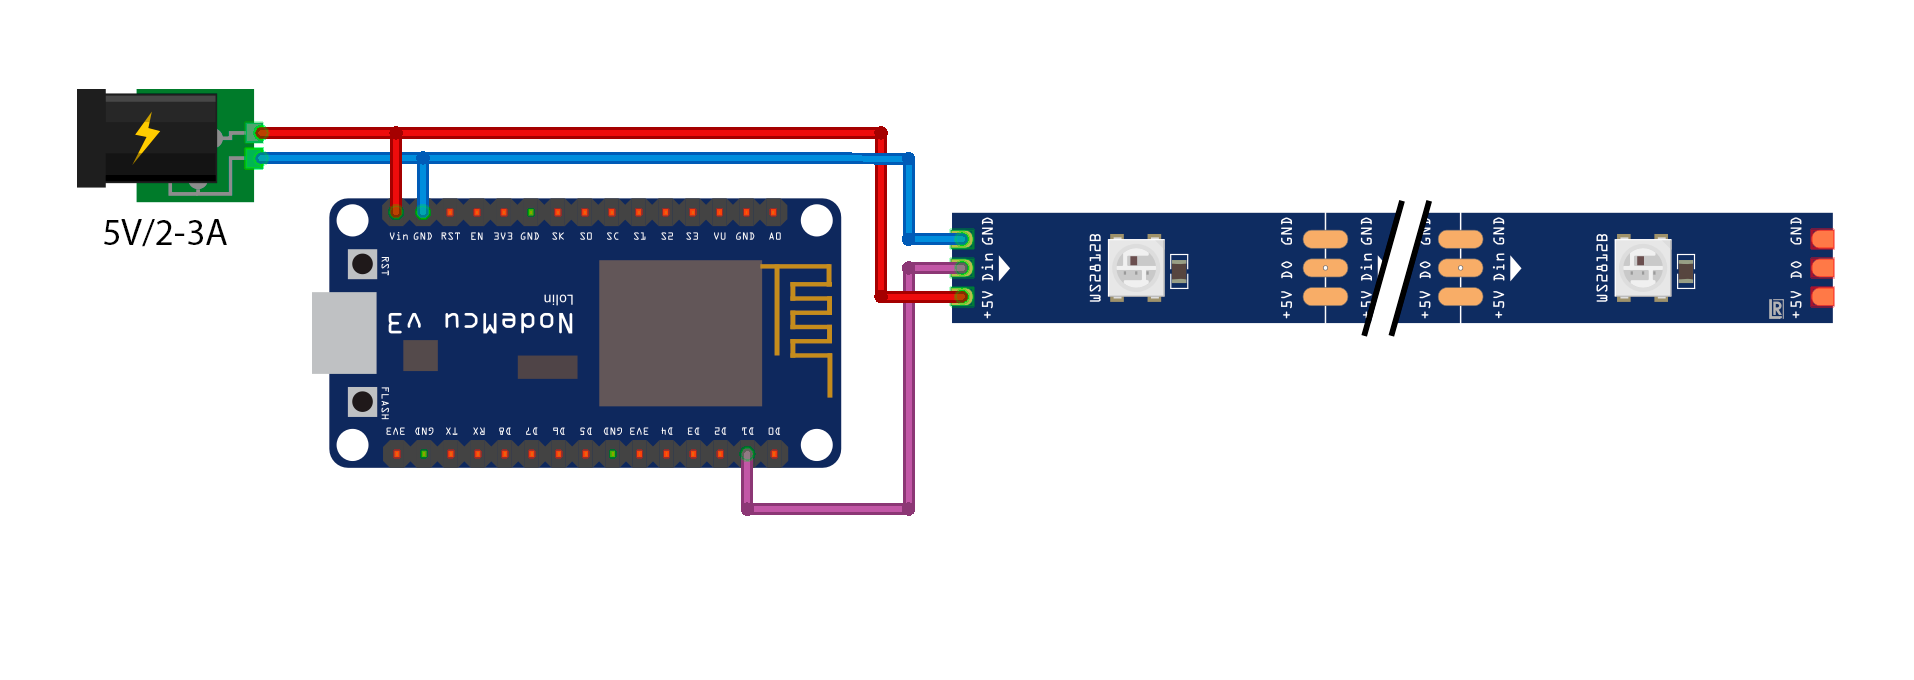 5V/2-3A
Vin GND RST EN 3V3 GND SK SO SC S1 S2 S3 VU GND AO
RST
Lolin
NodeMcu v3
FLASH
3V3 GND TX RX D8 D7 D6 D5 GND 3V3 D4 D3 D2 D1 D0
+5V Din GND
WS2812B
+5V DO GND
+5V Din GND
+5V DO GND
+5V Din GND
WS2812B
+5V DO GND
R